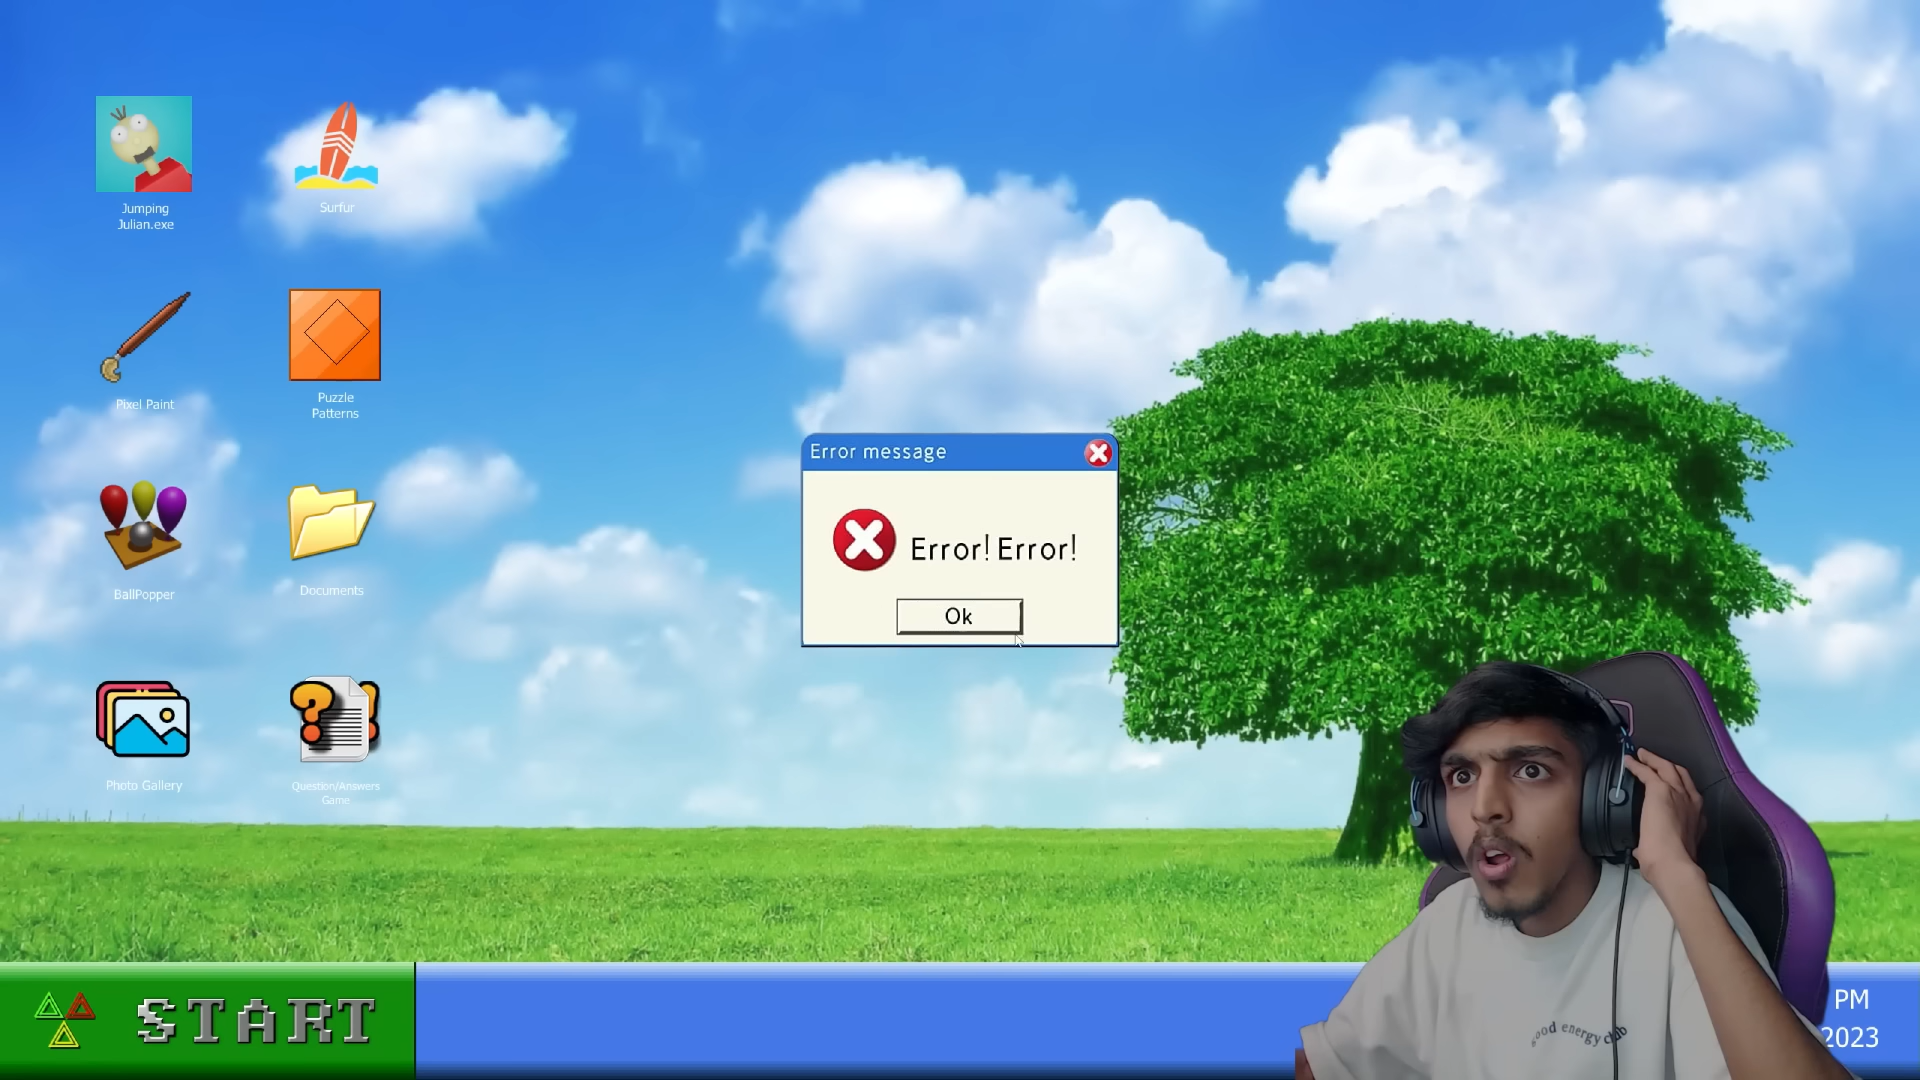 Jumping
Julian.exe
Surfur
Pixel Paint
Puzzle
Patterns
BallPopper
Documents
Photo Gallery
Question/Answers
Game
Error message
Error! Error!
Ok
START
PM
2023
good energy club